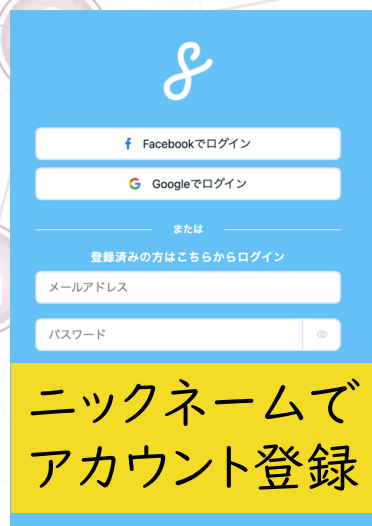 Facebookでログイン
Googleでログイン
または
登録済みの方はこちらからログイン
メールアドレス
パスワード
ニックネームで
アカウント登録